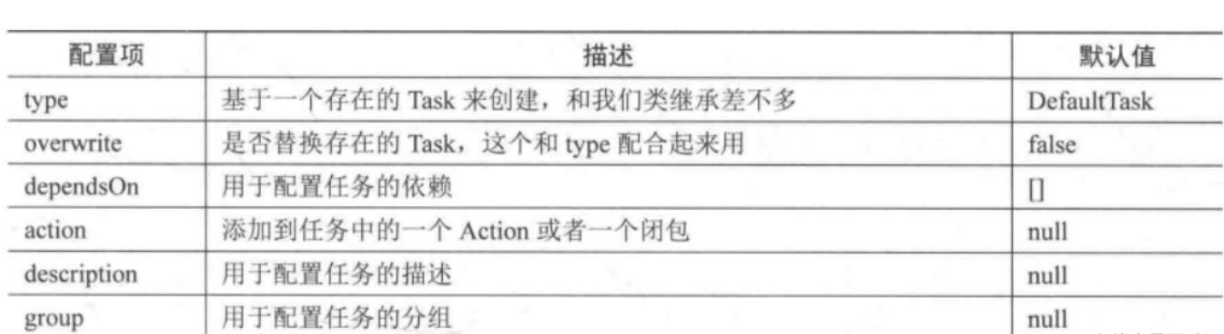 配置项 描述 默认值
type 基于一个存在的 Task 来创建，和我们类继承差不多 DefaultTask
overwrite 是否替换存在的 Task，这个和 type 配合起来用 false
dependsOn 用于配置任务的依赖 []
action 添加到任务中的一个 Action 或者一个闭包 null
description 用于配置任务的描述 null
group 用于配置任务的分组 null